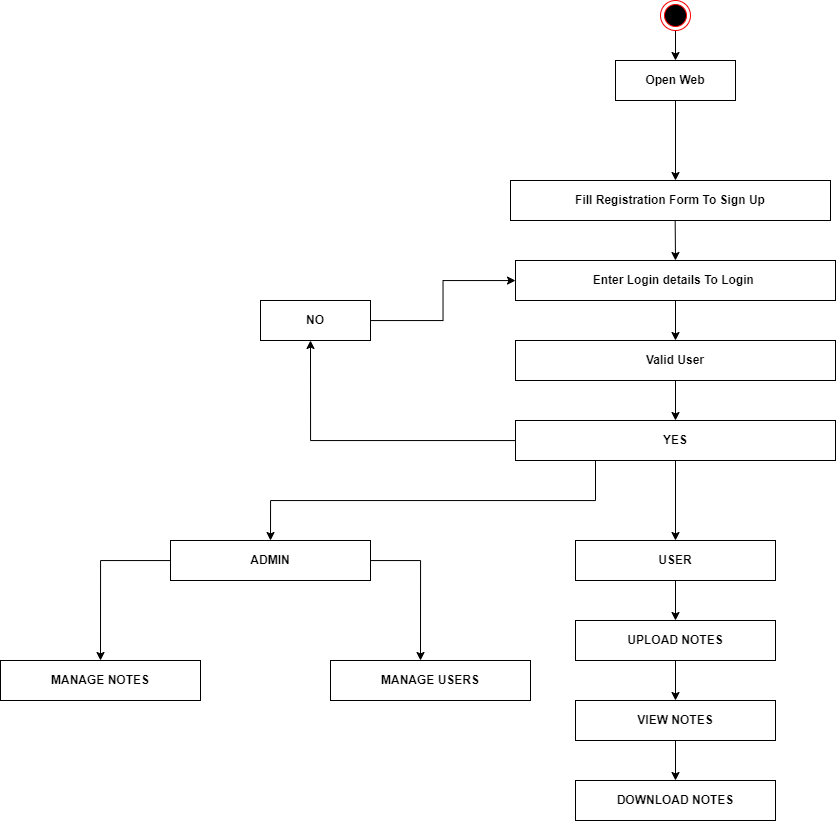 Open Web
Fill Registration Form To Sign Up
Enter Login details To Login
NO
Valid User
YES
ADMIN
USER
UPLOAD NOTES
MANAGE NOTES
MANAGE USERS
VIEW NOTES
DOWNLOAD NOTES